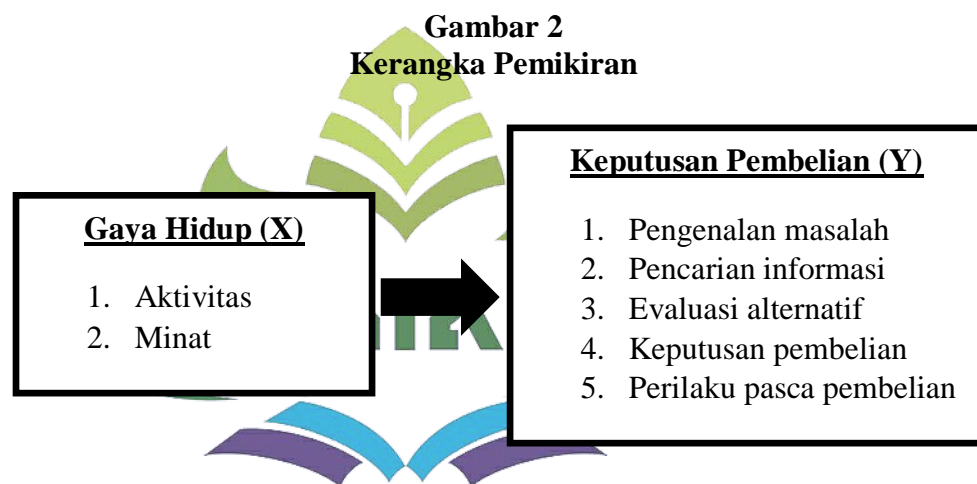 Gambar 2
Kerangka Pemikiran
Gaya Hidup (X)
1. Aktivitas
2. Minat
Keputusan Pembelian (Y)
1. Pengenalan masalah
2. Pencarian informasi
3. Evaluasi alternatif
4. Keputusan pembelian
5. Perilaku pasca pembelian